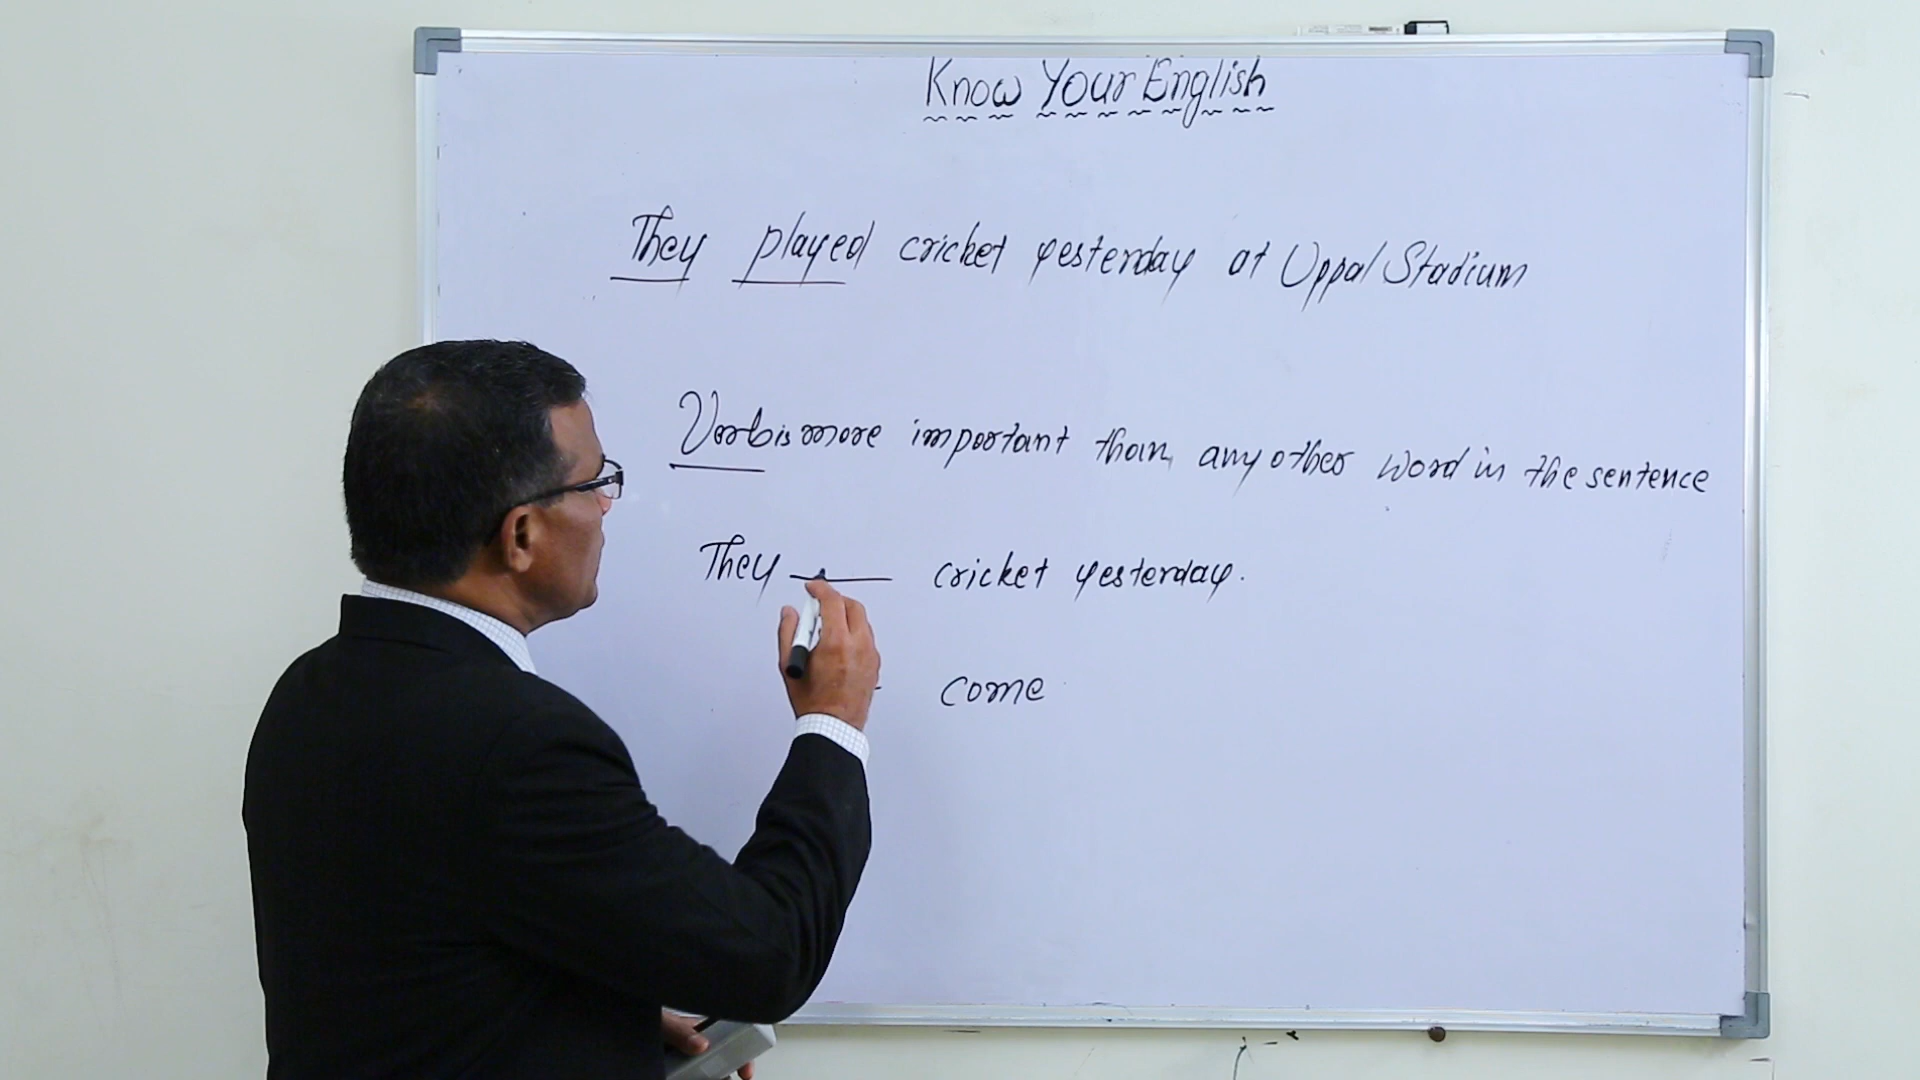 Know Your English
They played cricket yesterday at Uppal Stadium
Verb is more important than any other word in the sentence
They ___ cricket yesterday.
come